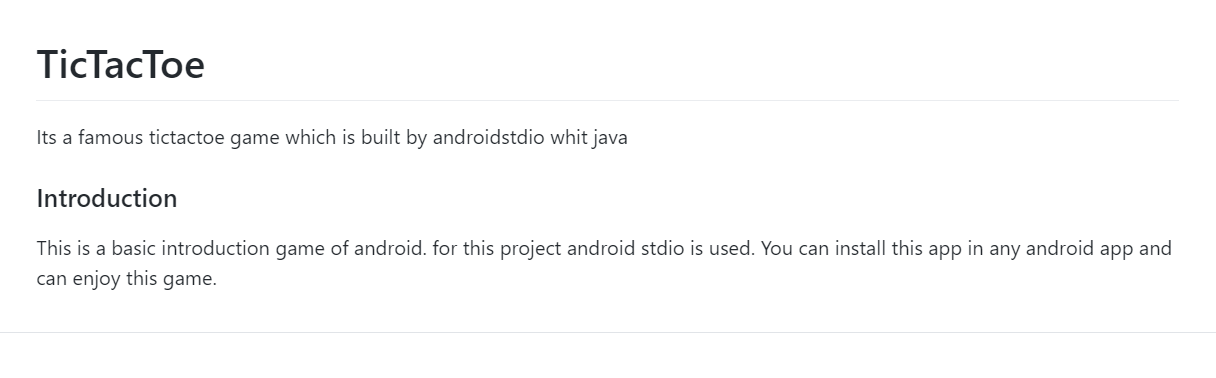 TicTacToe
Its a famous tictactoe game which is built by androidstdio whit java
Introduction
This is a basic introduction game of android. for this project android stdio is used. You can install this app in any android app and
can enjoy this game.